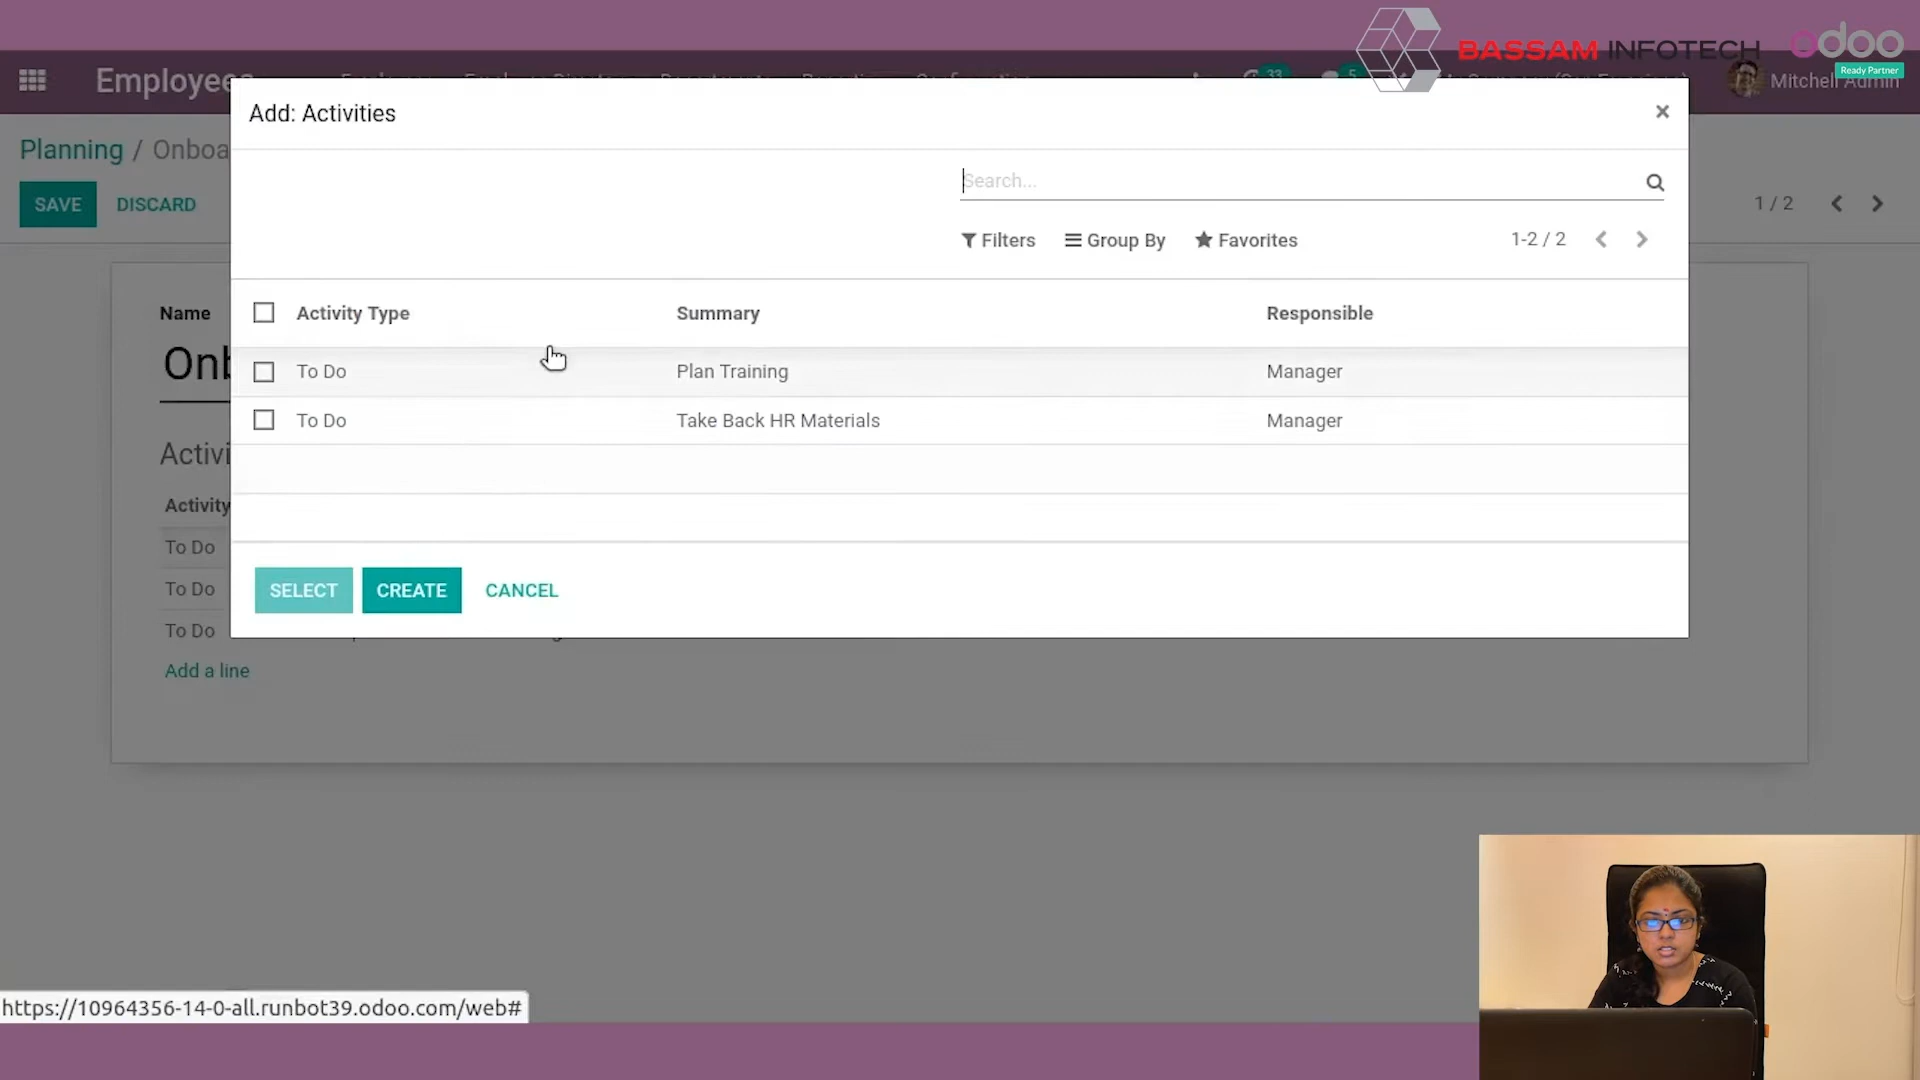 BASSAM INFOTECH
odoo
Ready Partner
Employees
33
5
Mitchell Admin
Planning / Onboa
SAVE
DISCARD
1 / 2
Add: Activities
×
Search...
Filters
Group By
Favorites
1-2 / 2
Name
Onb
Activity Type
Summary
Responsible
To Do
Plan Training
Manager
To Do
Take Back HR Materials
Manager
Activi
Activity
To Do
To Do
To Do
Add a line
SELECT
CREATE
CANCEL
https://10964356-14-0-all.runbot39.odoo.com/web#